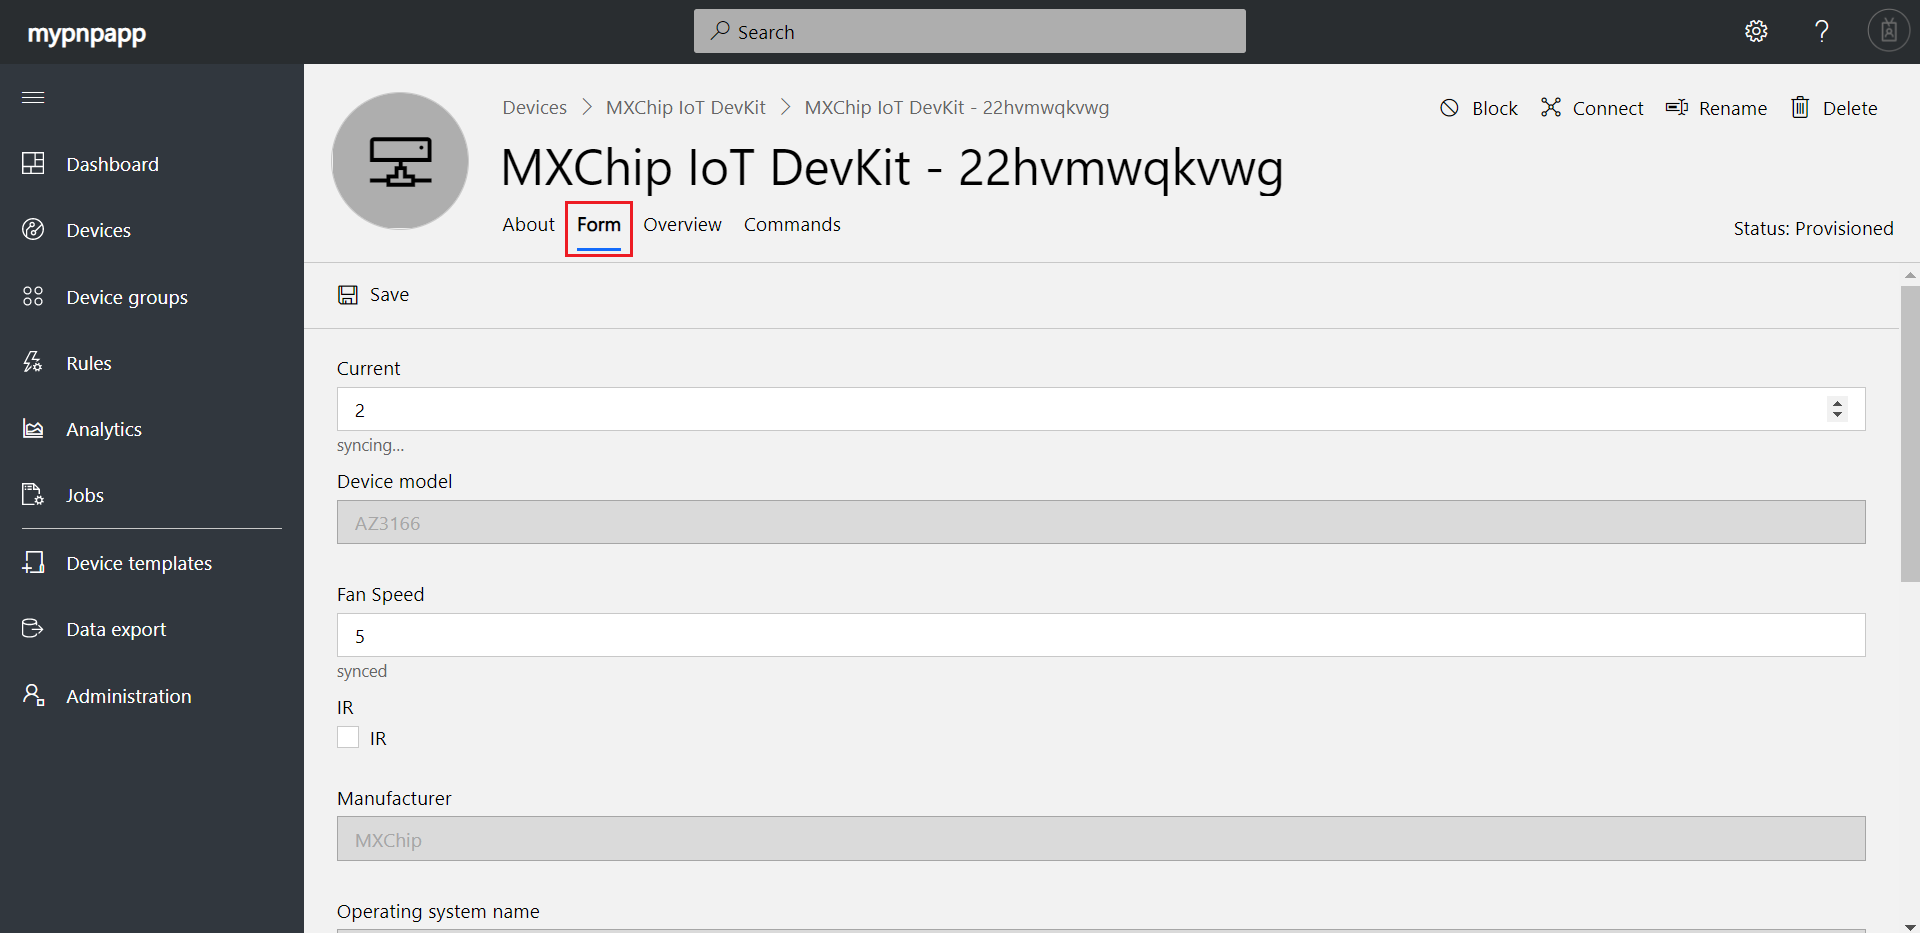 mypnpapp
Search
?
Dashboard
Devices
Device groups
Rules
Analytics
Jobs
Device templates
Data export
Administration
Devices > MXChip IoT DevKit > MXChip IoT DevKit - 22hvmwqkvwg
Block Connect Rename Delete
MXChip IoT DevKit - 22hvmwqkvwg
About Form Overview Commands
Status: Provisioned
Save
Current
2
syncing...
Device model
AZ3166
Fan Speed
5
synced
IR
IR
Manufacturer
MXChip
Operating system name